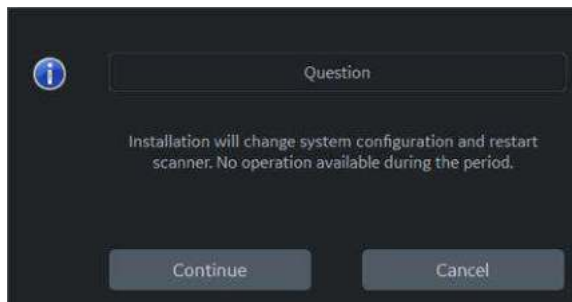 Question
Installation will change system configuration and restart
scanner. No operation available during the period.
Continue
Cancel